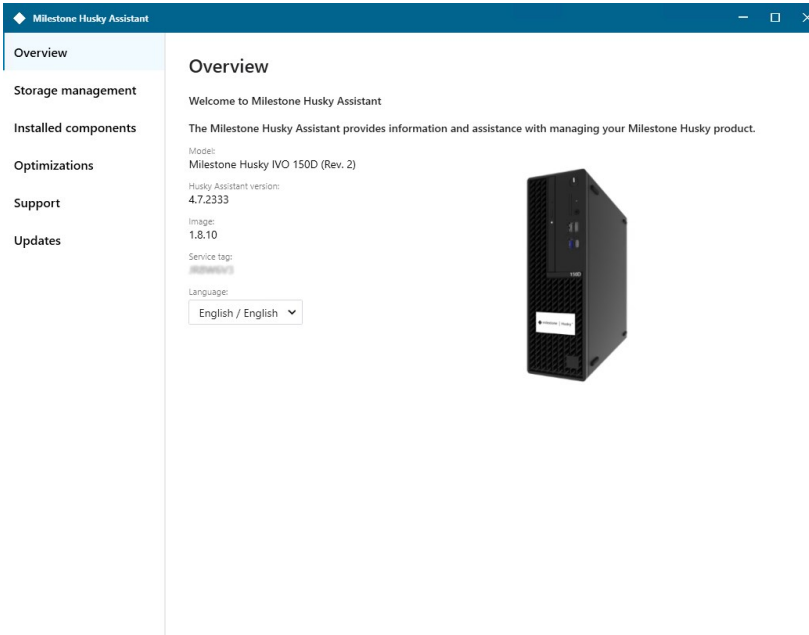 Milestone Husky Assistant
Overview
Storage management
Installed components
Optimizations
Support
Updates
Overview
Welcome to Milestone Husky Assistant
The Milestone Husky Assistant provides information and assistance with managing your Milestone Husky product.
Model:
Milestone Husky IVO 150D (Rev. 2)
Husky Assistant version:
4.7.2333
Image:
1.8.10
Service tag:
Language:
English / English
150D